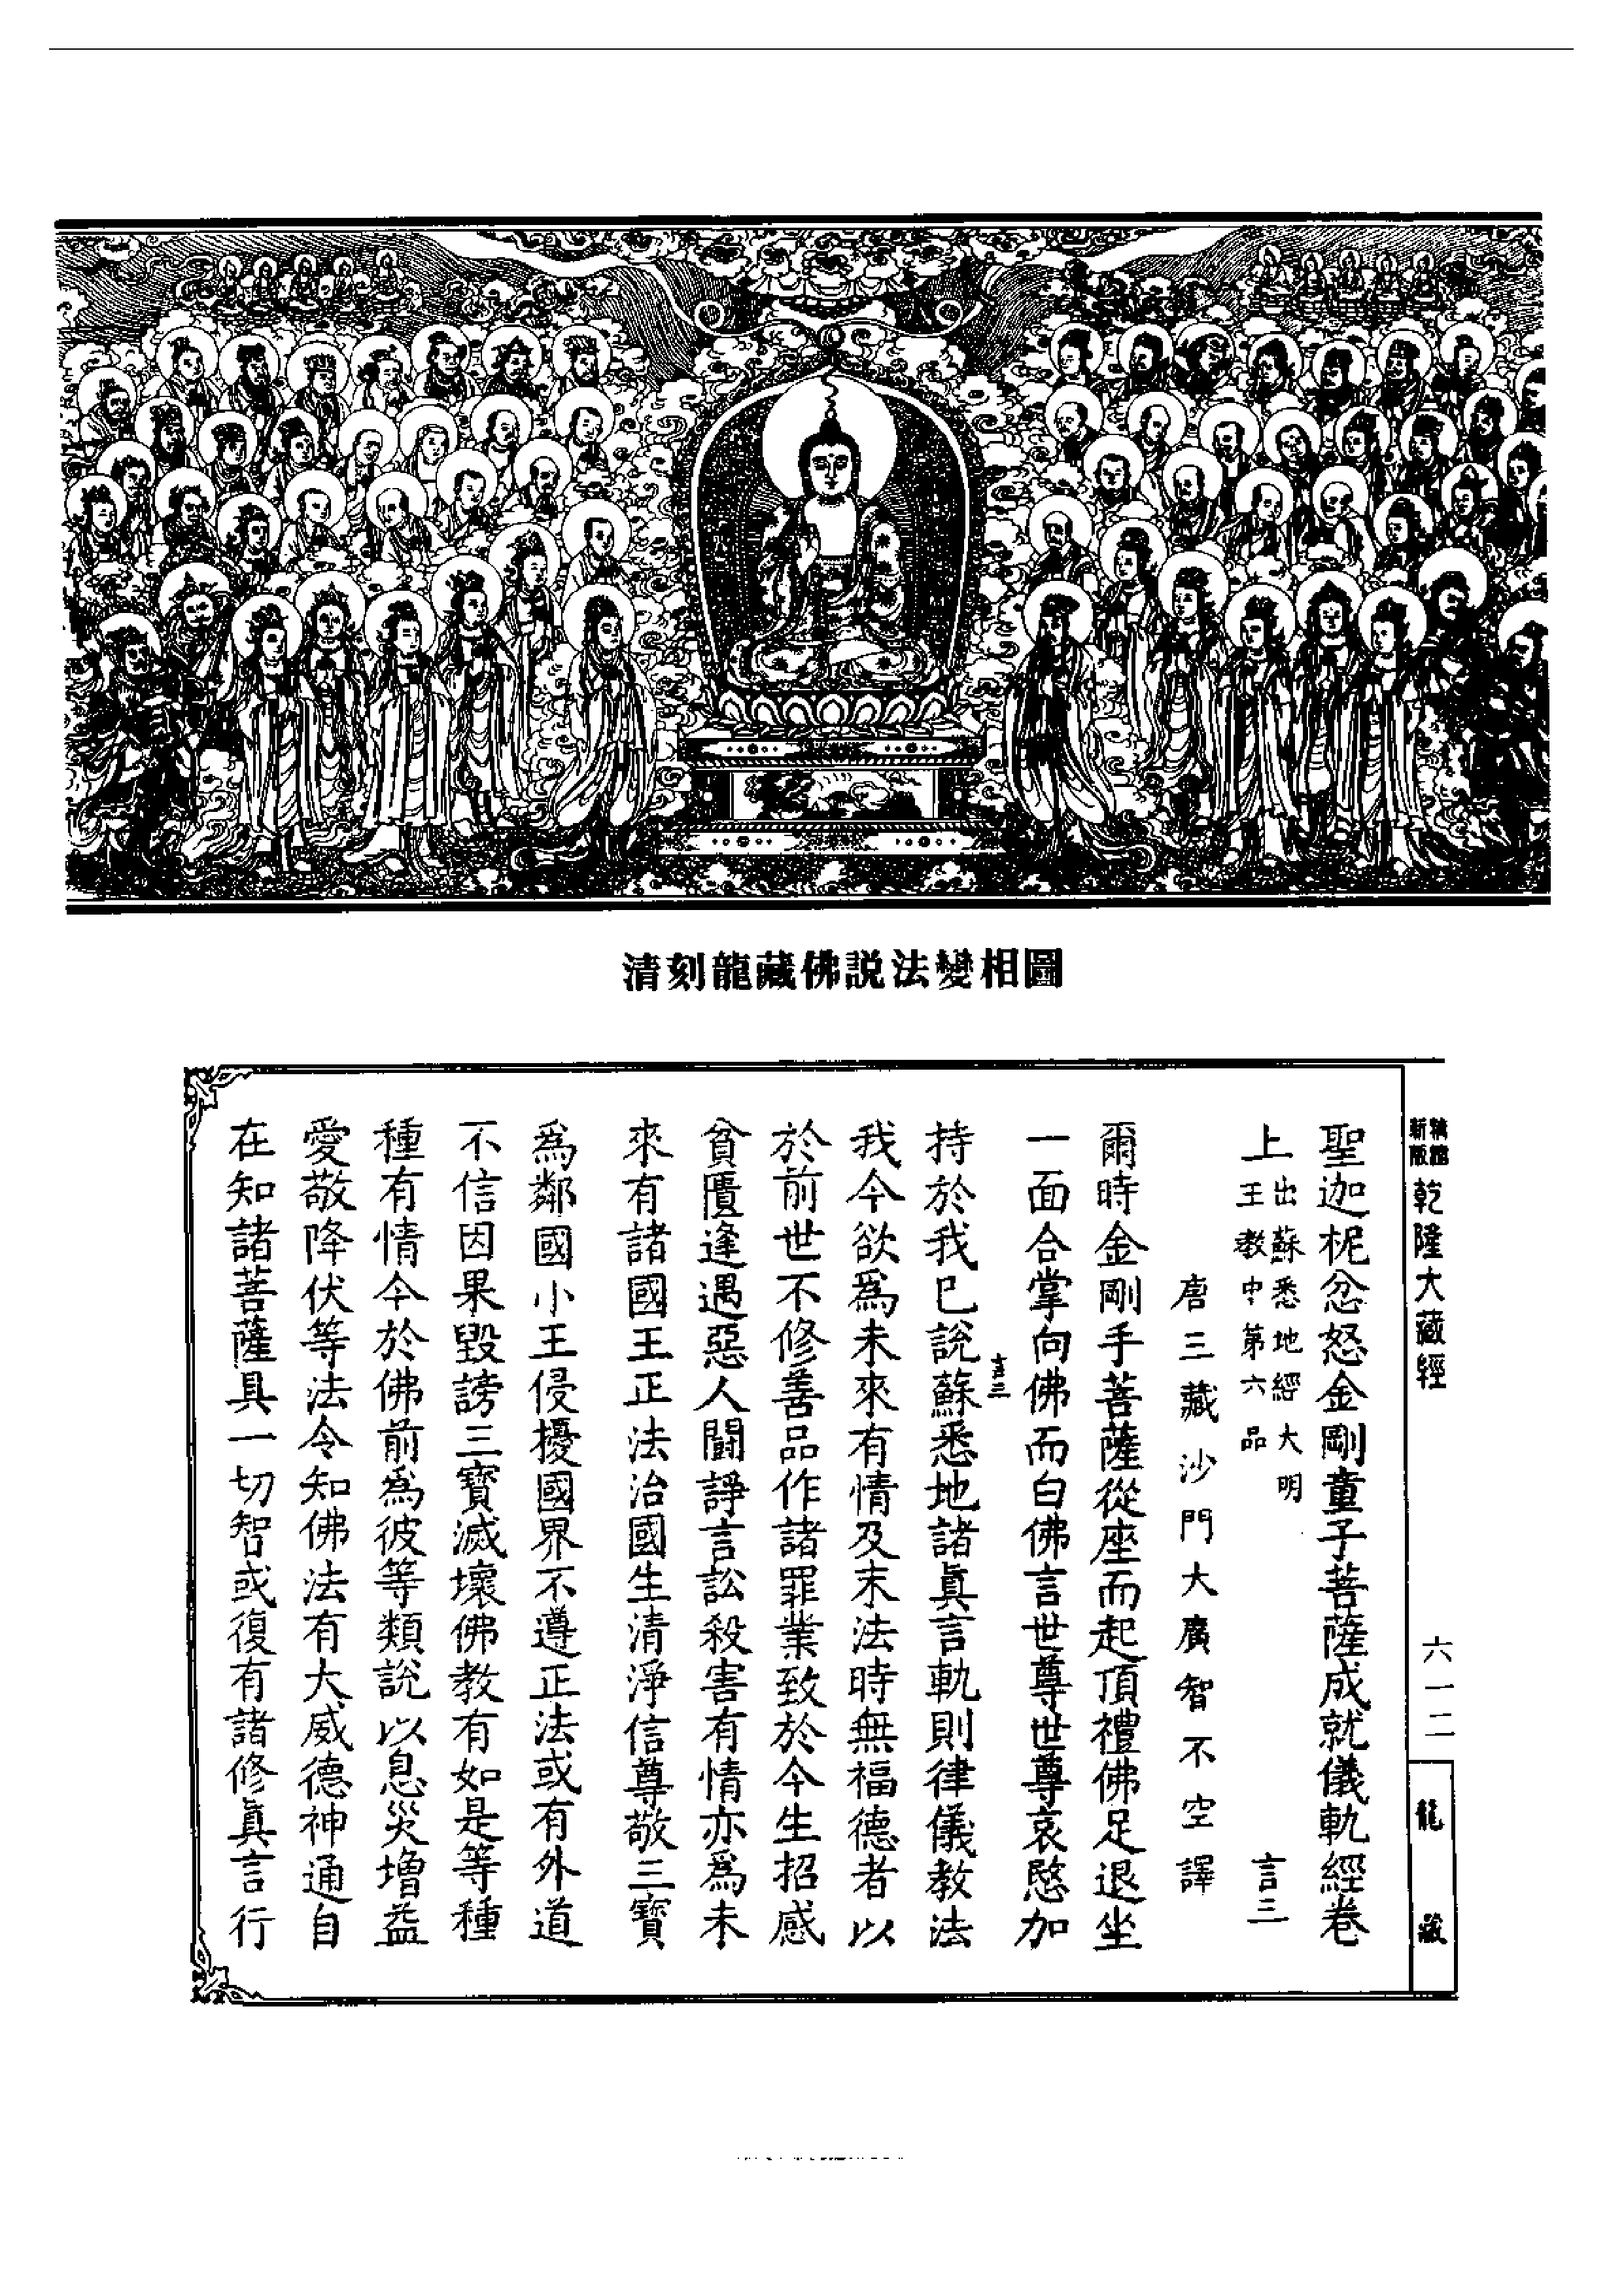 清刻龍藏佛説法變相圖
新版
乾隆大藏經
六一二
龍藏
聖迦柅忿怒金剛童子菩薩成就儀軌經卷
上
出蘇悉地經大明
王教中第六品
言三
唐三藏沙門大廣智不空譯
爾時金剛手菩薩從座而起頂禮佛足退坐
一面合掌向佛而白佛言世尊世尊哀愍加
言三
持於我已說蘇悉地諸眞言軌則律儀教法
我今欲爲未來有情及末法時無福德者以
於前世不修善品作諸罪業致於今生招感
貧匱逢遇惡人鬪諍言訟殺害有情亦爲未
來有諸國王正法治國生清淨信尊敬三寶
爲鄰國小王侵擾國界不遵正法或有外道
不信因果毀謗三寶滅壞佛教有如是等種
種有情今於佛前爲彼等類說以息災增益
愛敬降伏等法令知佛法有大威德神通自
在知諸菩薩具一切智或復有諸修眞言行